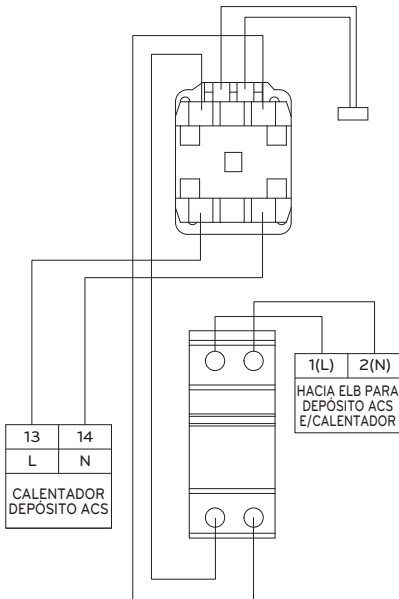 1(L) 2(N)
HACIA ELB PARA
DEPÓSITO ACS
E/CALENTADOR
13 14
L N
CALENTADOR
DEPÓSITO ACS